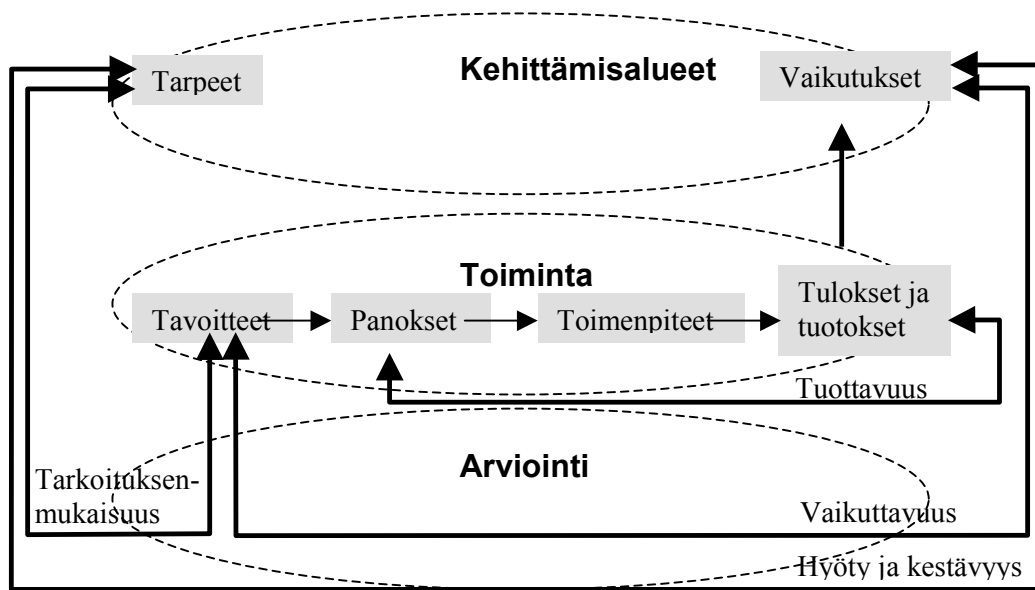 Kehittämisalueet
Tarpeet
Vaikutukset
Toiminta
Tavoitteet
Panokset
Toimenpiteet
Tulokset ja
tuotokset
Tuottavuus
Arviointi
Tarkoituksen-
mukaisuus
Vaikuttavuus
Hyöty ja kestävyys